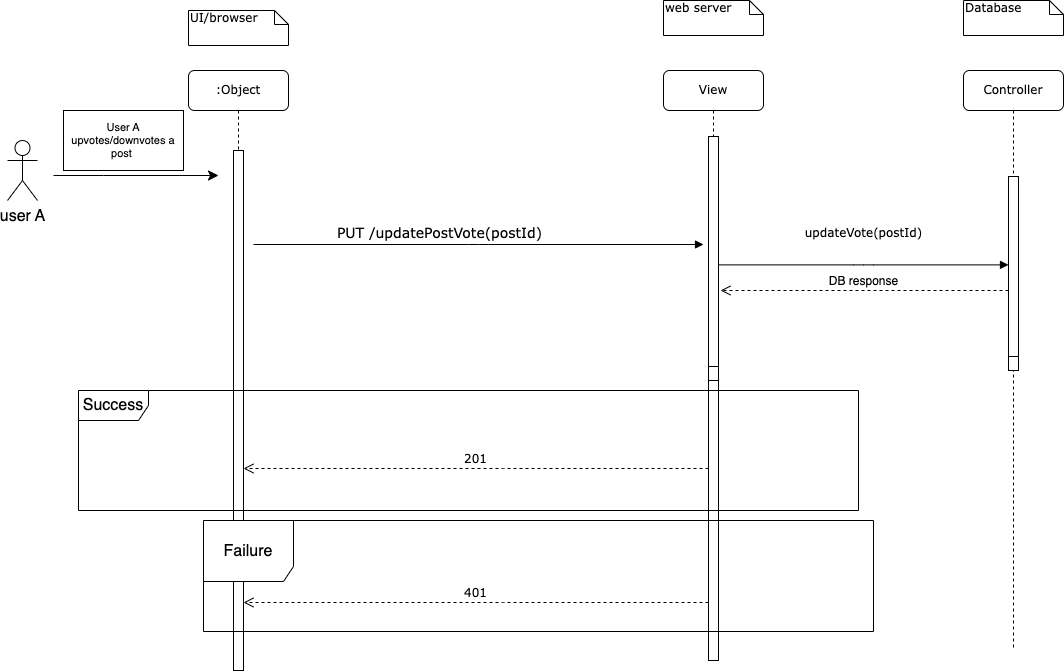 UI/browser
web server
Database
:Object
View
Controller
User A
upvotes/downvotes a
post
user A
PUT /updatePostVote(postId)
updateVote(postId)
DB response
Success
201
Failure
401